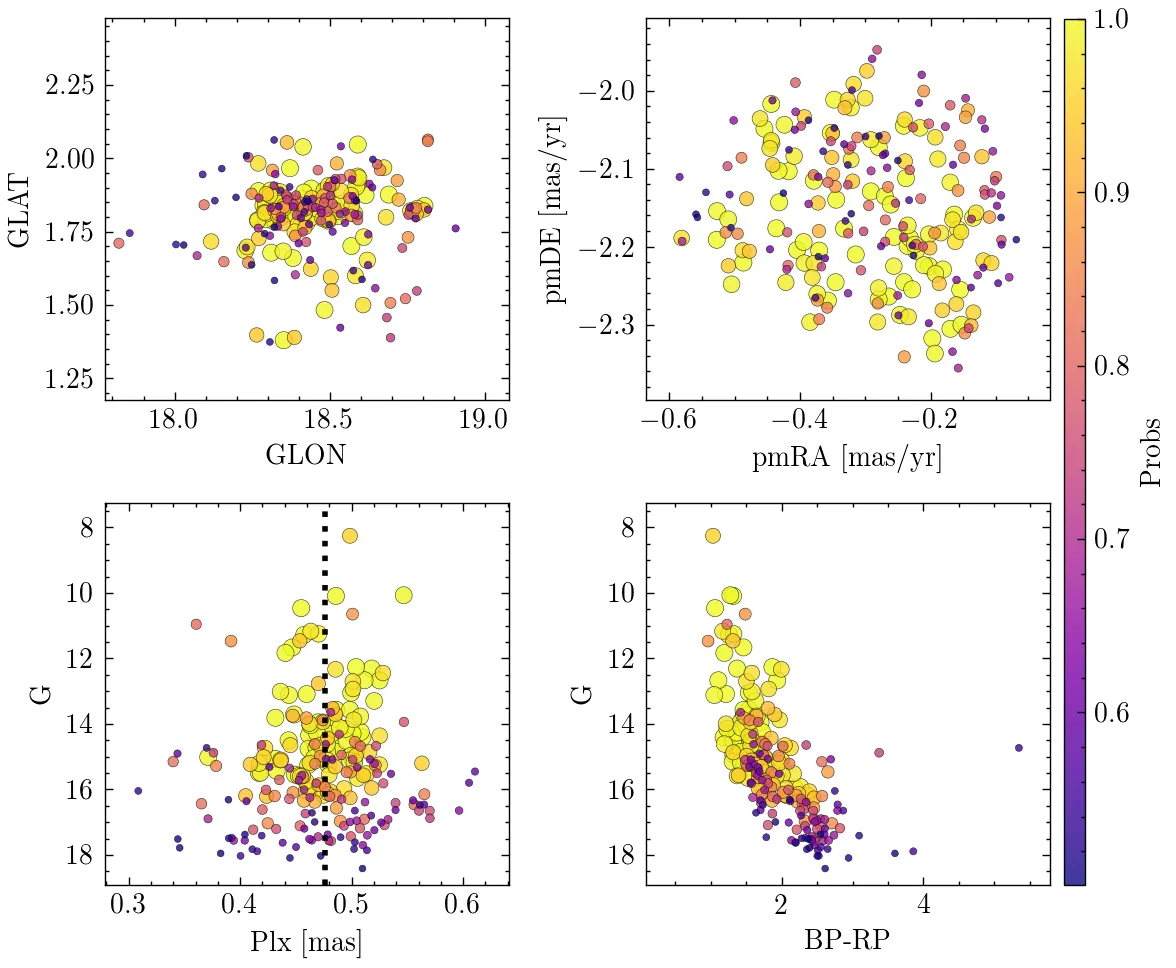 2.25
2.00
1.75
1.50
1.25
GLAT
18.0 18.5 19.0
GLON
−2.0
−2.1
−2.2
−2.3
pmDE [mas/yr]
−0.6 −0.4 −0.2
pmRA [mas/yr]
8
10
12
14
16
18
G
0.3 0.4 0.5 0.6
Plx [mas]
8
10
12
14
16
18
G
2 4
BP-RP
1.0
0.9
0.8
0.7
0.6
Probs